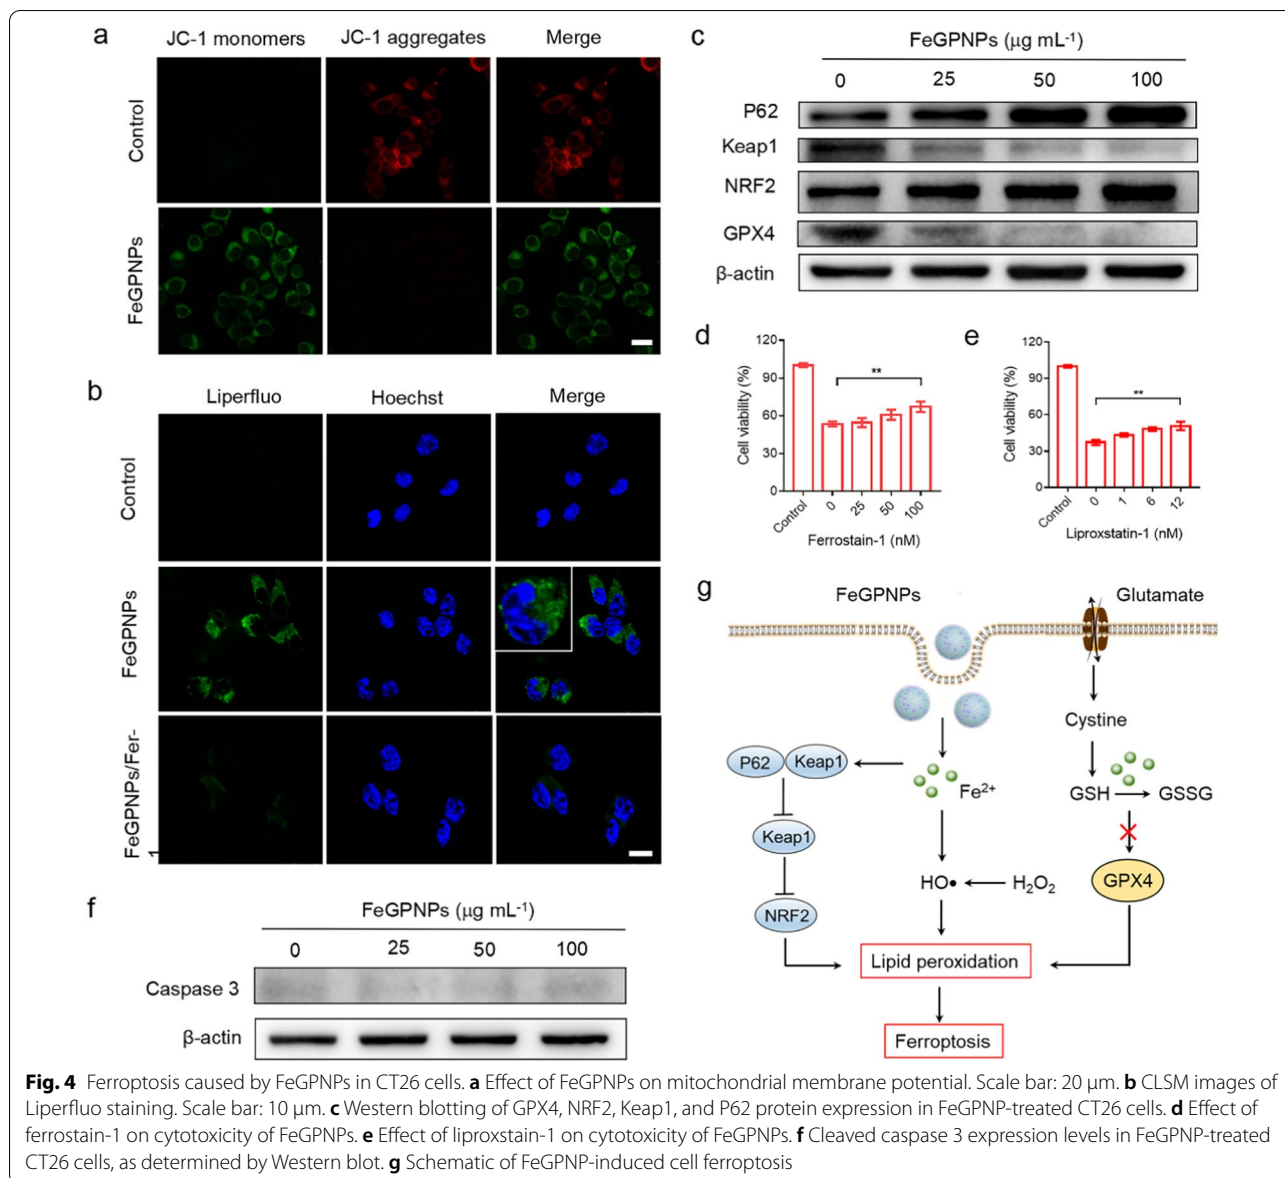 a
JC-1 monomers JC-1 aggregates Merge
Control
FeGPNPs
b
Liperfluo Hoechst Merge
Control
FeGPNPs
FeGPNPs/Fer-
1
c
FeGPNPs (μg mL⁻¹)
0 25 50 100
P62
Keap1
NRF2
GPX4
β-actin
d
120
90
60
30
0
Cell viability (%)
**
Control 0 25 50 100
Ferrostain-1 (nM)
e
120
90
60
30
0
Cell viability (%)
**
Control 0 1 6 12
Liproxstatin-1 (nM)
f
FeGPNPs (μg mL⁻¹)
0 25 50 100
Caspase 3
β-actin
g
FeGPNPs Glutamate
Cystine
P62 Keap1
Fe²⁺
GSH GSSG
Keap1
HO• H₂O₂
GPX4
NRF2
Lipid peroxidation
Ferroptosis
Fig. 4 Ferroptosis caused by FeGPNPs in CT26 cells. a Effect of FeGPNPs on mitochondrial membrane potential. Scale bar: 20 μm. b CLSM images of
Liperfluo staining. Scale bar: 10 μm. c Western blotting of GPX4, NRF2, Keap1, and P62 protein expression in FeGPNP-treated CT26 cells. d Effect of
ferrostain-1 on cytotoxicity of FeGPNPs. e Effect of liproxstain-1 on cytotoxicity of FeGPNPs. f Cleaved caspase 3 expression levels in FeGPNP-treated
CT26 cells, as determined by Western blot. g Schematic of FeGPNP-induced cell ferroptosis